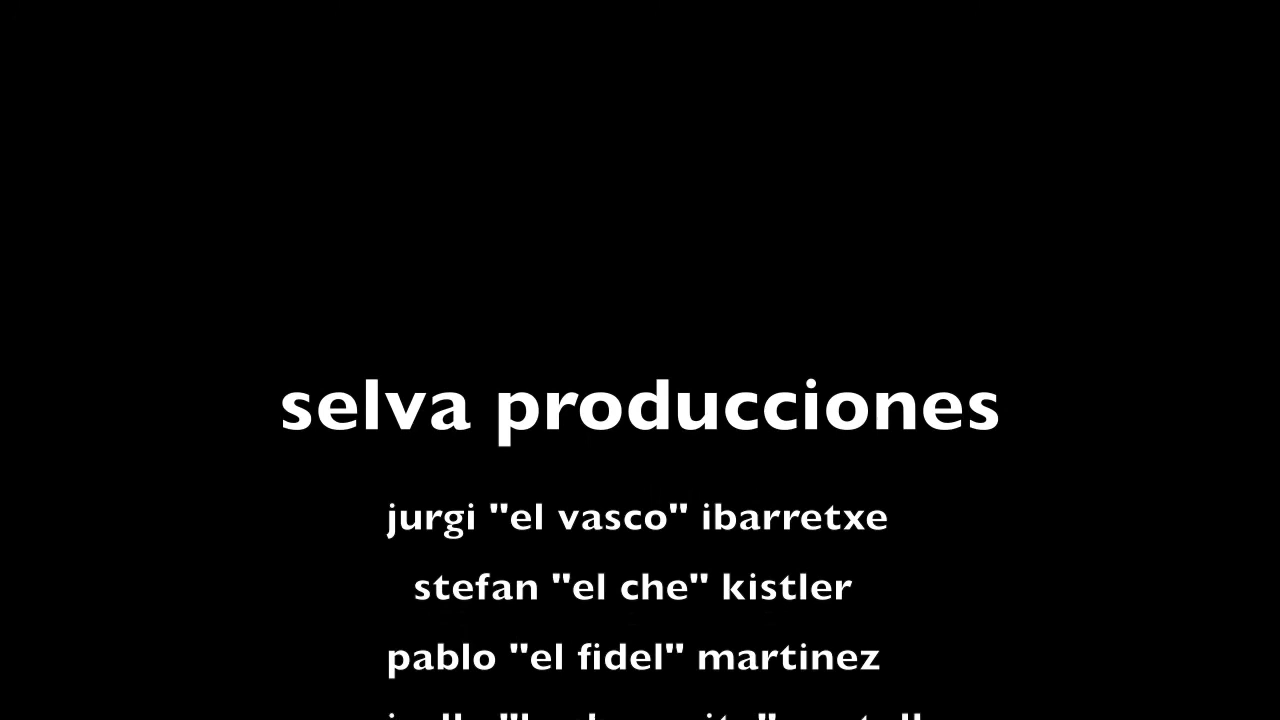 selva producciones
jurgi "el vasco" ibarretxe
stefan "el che" kistler
pablo "el fidel" martinez